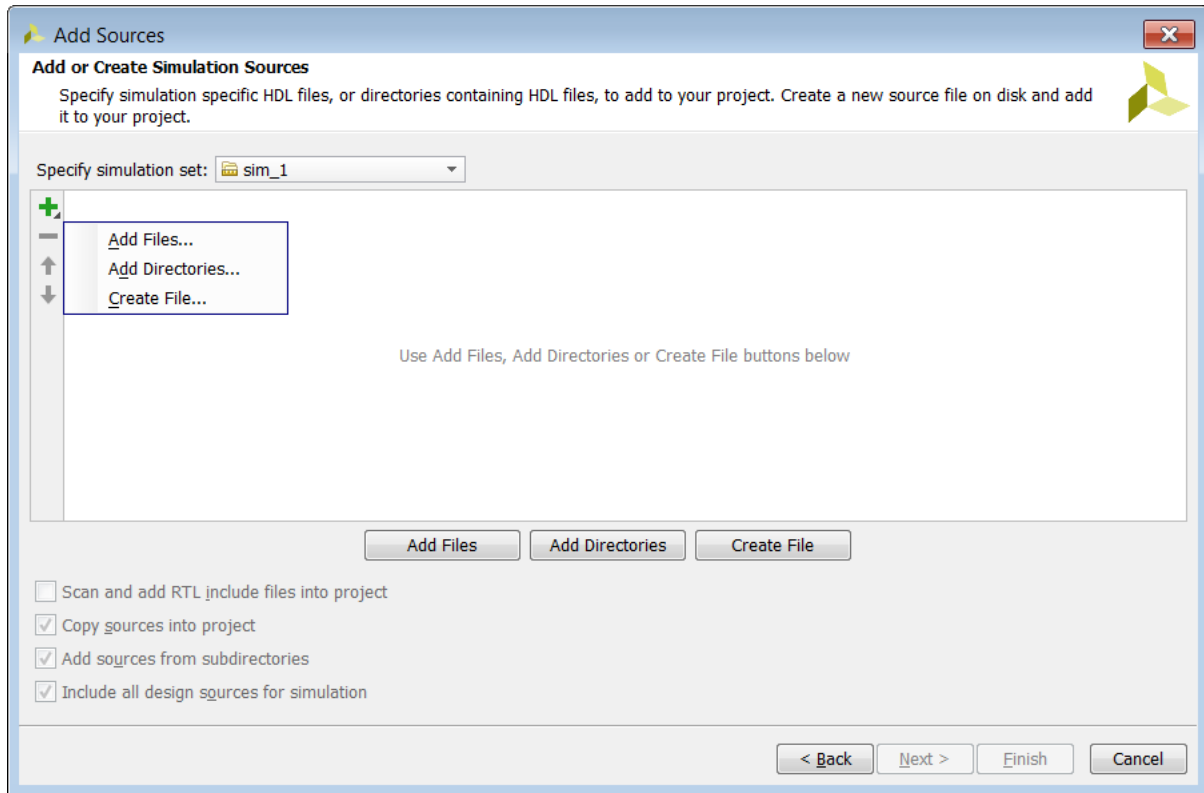 Add Sources
Add or Create Simulation Sources
Specify simulation specific HDL files, or directories containing HDL files, to add to your project. Create a new source file on disk and add
it to your project.
Specify simulation set: sim_1
Add Files...
Add Directories...
Create File...
Use Add Files, Add Directories or Create File buttons below
Add Files Add Directories Create File
Scan and add RTL include files into project
Copy sources into project
Add sources from subdirectories
Include all design sources for simulation
< Back Next > Finish Cancel